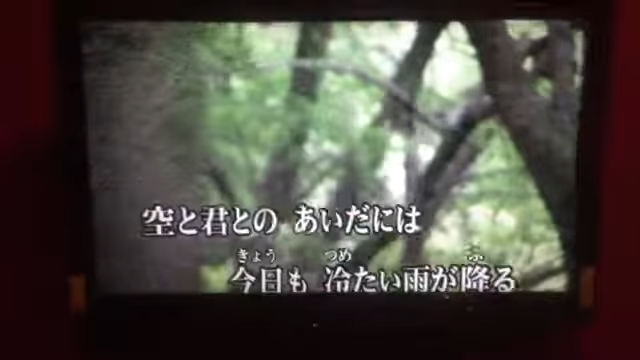 空と君との あいだには
きょう つめ ふ
今日も 冷たい雨が降る